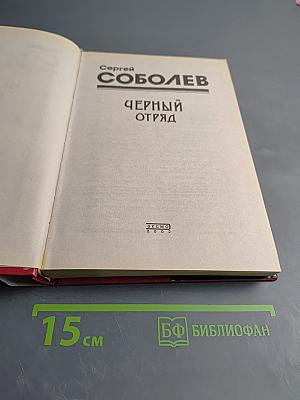 Сергей
СОБОЛЕВ
ЧЕРНЫЙ
ОТРЯД
15 см
БФ БИБЛИОФАН